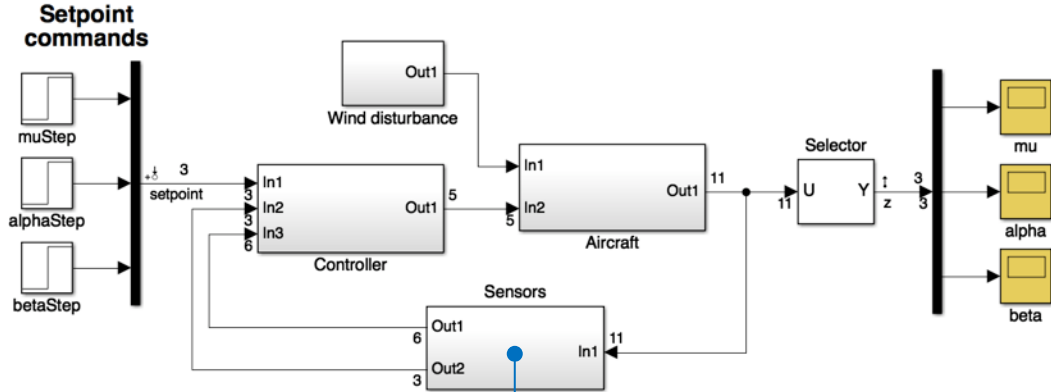 Setpoint
commands
muStep
alphaStep
betaStep
3
setpoint
In1
3
In2
3
In3
6
Out1
Controller
5
Out1
Wind disturbance
In1
In2
5
Out1
Aircraft
11
Selector
11
U
Y
z
3
3
mu
alpha
beta
Sensors
Out1
6
Out2
3
In1
11